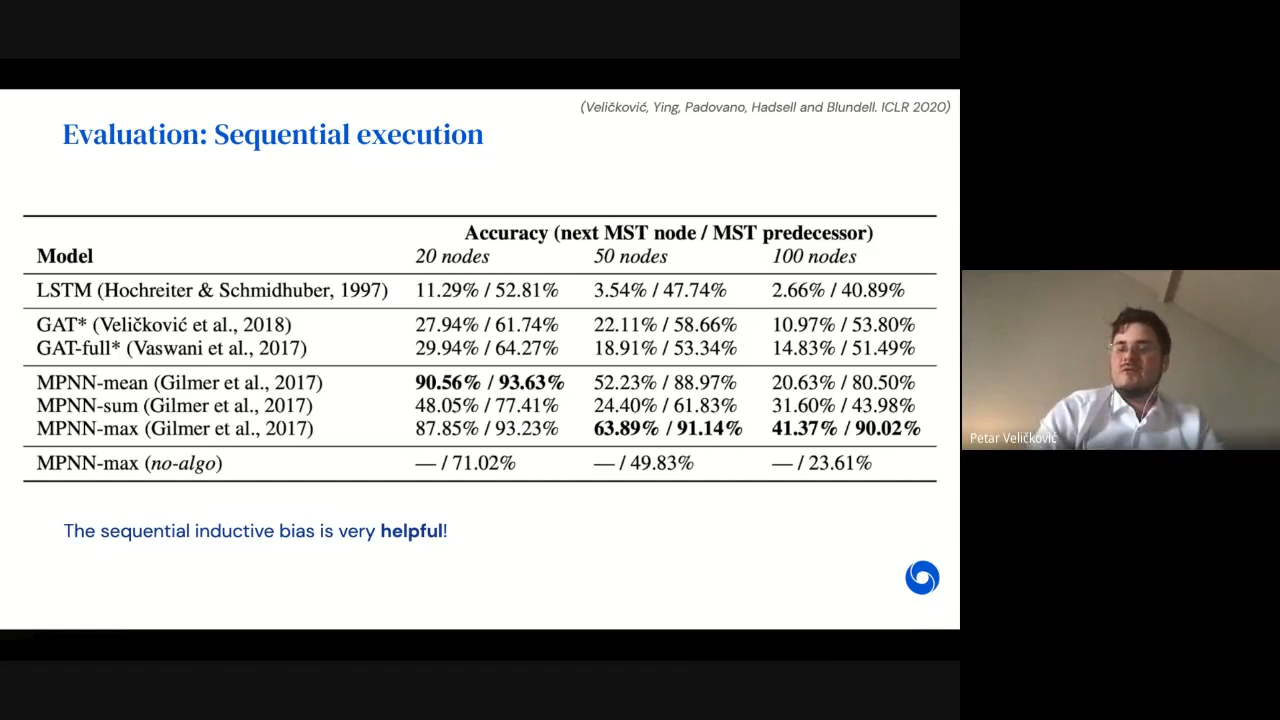 (Veličković, Ying, Padovano, Hadsell and Blundell. ICLR 2020)
Evaluation: Sequential execution
Accuracy (next MST node / MST predecessor)
Model 20 nodes 50 nodes 100 nodes
LSTM (Hochreiter & Schmidhuber, 1997) 11.29% / 52.81% 3.54% / 47.74% 2.66% / 40.89%
GAT* (Veličković et al., 2018) 27.94% / 61.74% 22.11% / 58.66% 10.97% / 53.80%
GAT-full* (Vaswani et al., 2017) 29.94% / 64.27% 18.91% / 53.34% 14.83% / 51.49%
MPNN-mean (Gilmer et al., 2017) 90.56% / 93.63% 52.23% / 88.97% 20.63% / 80.50%
MPNN-sum (Gilmer et al., 2017) 48.05% / 77.41% 24.40% / 61.83% 31.60% / 43.98%
MPNN-max (Gilmer et al., 2017) 87.85% / 93.23% 63.89% / 91.14% 41.37% / 90.02%
MPNN-max (no-algo) — / 71.02% — / 49.83% — / 23.61%
The sequential inductive bias is very helpful!
Petar Veličković